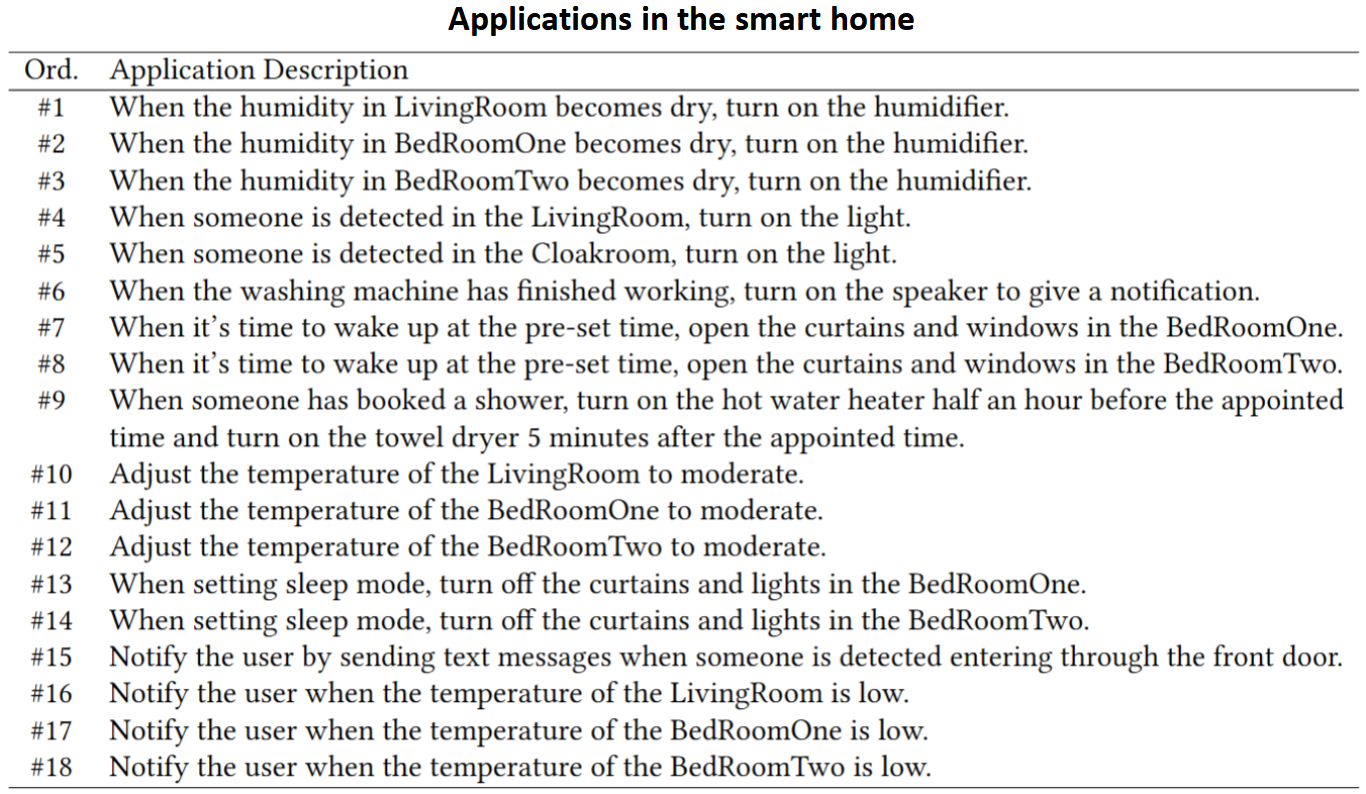 Applications in the smart home
Ord. Application Description
#1 When the humidity in LivingRoom becomes dry, turn on the humidifier.
#2 When the humidity in BedRoomOne becomes dry, turn on the humidifier.
#3 When the humidity in BedRoomTwo becomes dry, turn on the humidifier.
#4 When someone is detected in the LivingRoom, turn on the light.
#5 When someone is detected in the Cloakroom, turn on the light.
#6 When the washing machine has finished working, turn on the speaker to give a notification.
#7 When it's time to wake up at the pre-set time, open the curtains and windows in the BedRoomOne.
#8 When it's time to wake up at the pre-set time, open the curtains and windows in the BedRoomTwo.
#9 When someone has booked a shower, turn on the hot water heater half an hour before the appointed
time and turn on the towel dryer 5 minutes after the appointed time.
#10 Adjust the temperature of the LivingRoom to moderate.
#11 Adjust the temperature of the BedRoomOne to moderate.
#12 Adjust the temperature of the BedRoomTwo to moderate.
#13 When setting sleep mode, turn off the curtains and lights in the BedRoomOne.
#14 When setting sleep mode, turn off the curtains and lights in the BedRoomTwo.
#15 Notify the user by sending text messages when someone is detected entering through the front door.
#16 Notify the user when the temperature of the LivingRoom is low.
#17 Notify the user when the temperature of the BedRoomOne is low.
#18 Notify the user when the temperature of the BedRoomTwo is low.